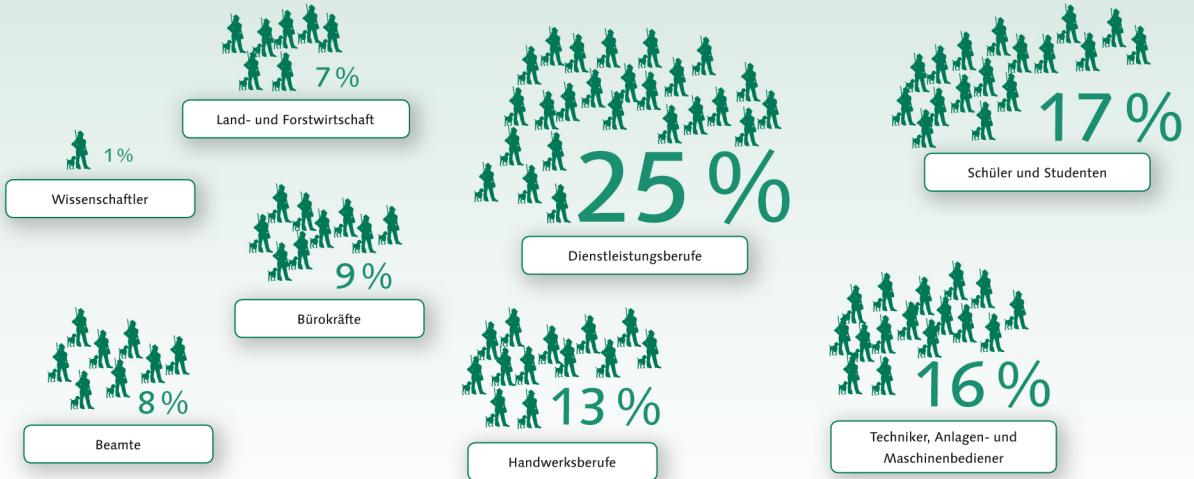 7 %
Land- und Forstwirtschaft
1 %
Wissenschaftler
25 %
Dienstleistungsberufe
17 %
Schüler und Studenten
9 %
Bürokräfte
8 %
Beamte
13 %
Handwerksberufe
16 %
Techniker, Anlagen- und
Maschinenbediener